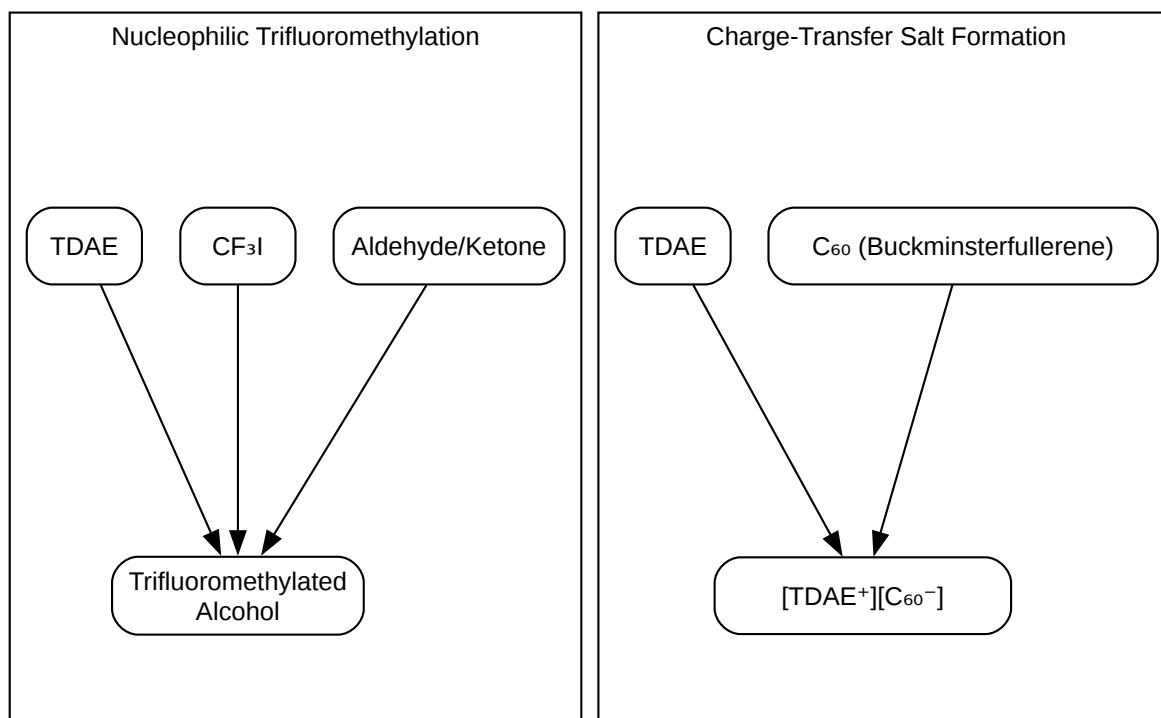 Nucleophilic Trifluoromethylation
TDAE
CF₃I
Aldehyde/Ketone
Trifluoromethylated
Alcohol
Charge-Transfer Salt Formation
TDAE
C₆₀ (Buckminsterfullerene)
[TDAE⁺][C₆₀⁻]